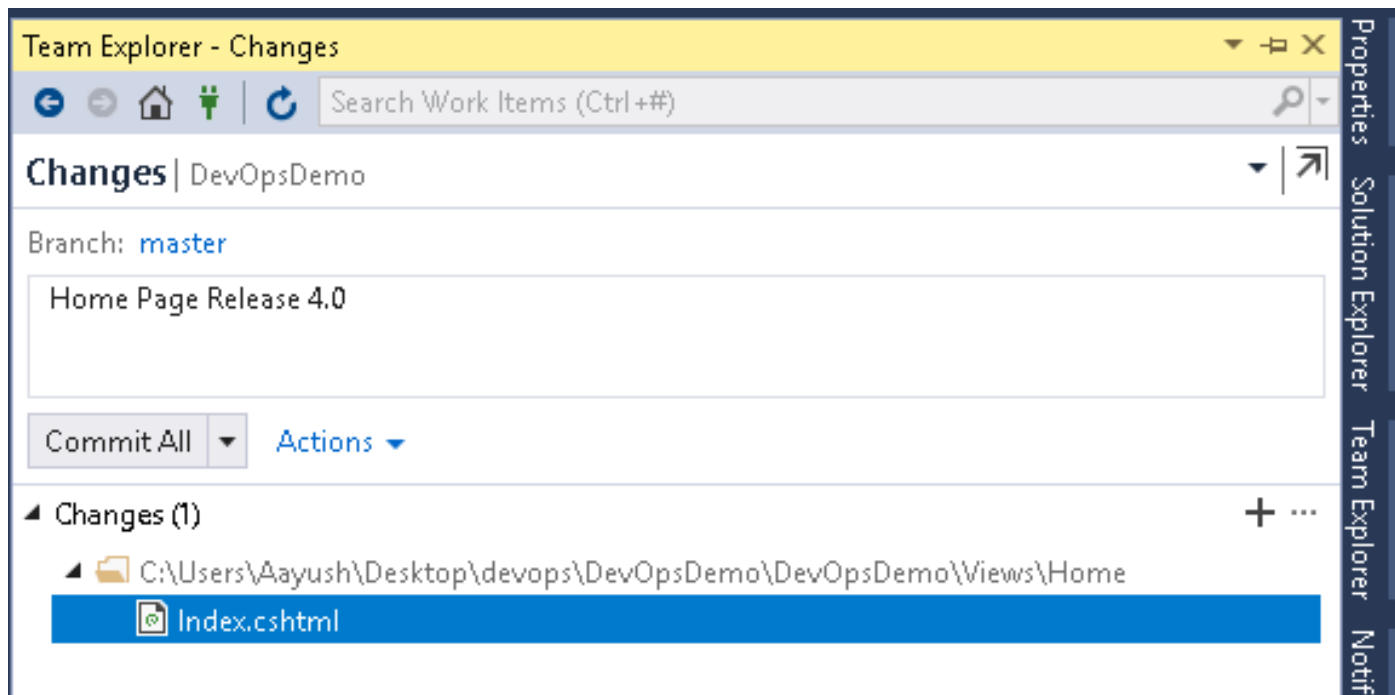 Team Explorer - Changes
Search Work Items (Ctrl+#)
Changes | DevOpsDemo
Branch: master
Home Page Release 4.0
Commit All
Actions
Changes (1)
C:\Users\Aayush\Desktop\devops\DevOpsDemo\DevOpsDemo\Views\Home
Index.cshtml
Properties
Solution Explorer
Team Explorer
Notif